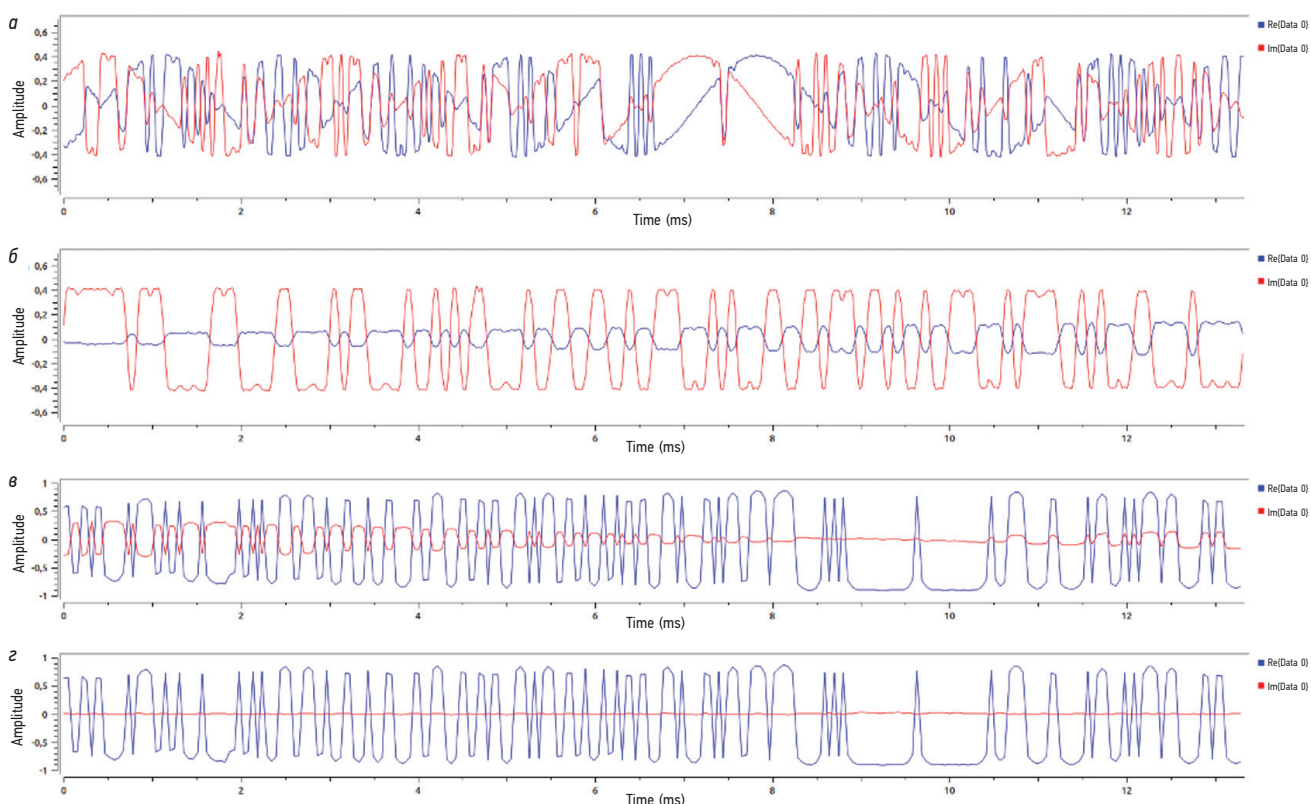 а
Amplitude
0,6
0,4
0,2
0
-0,2
-0,4
-0,6
0 2 4 6 8 10 12
Time (ms)
Re{Data 0}
Im{Data 0}
б
Amplitude
0,6
0,4
0,2
0
-0,2
-0,4
-0,6
0 2 4 6 8 10 12
Time (ms)
Re{Data 0}
Im{Data 0}
в
Amplitude
1
0,5
0
-0,5
-1
0 2 4 6 8 10 12
Time (ms)
Re{Data 0}
Im{Data 0}
г
Amplitude
1
0,5
0
-0,5
-1
0 2 4 6 8 10 12
Time (ms)
Re{Data 0}
Im{Data 0}